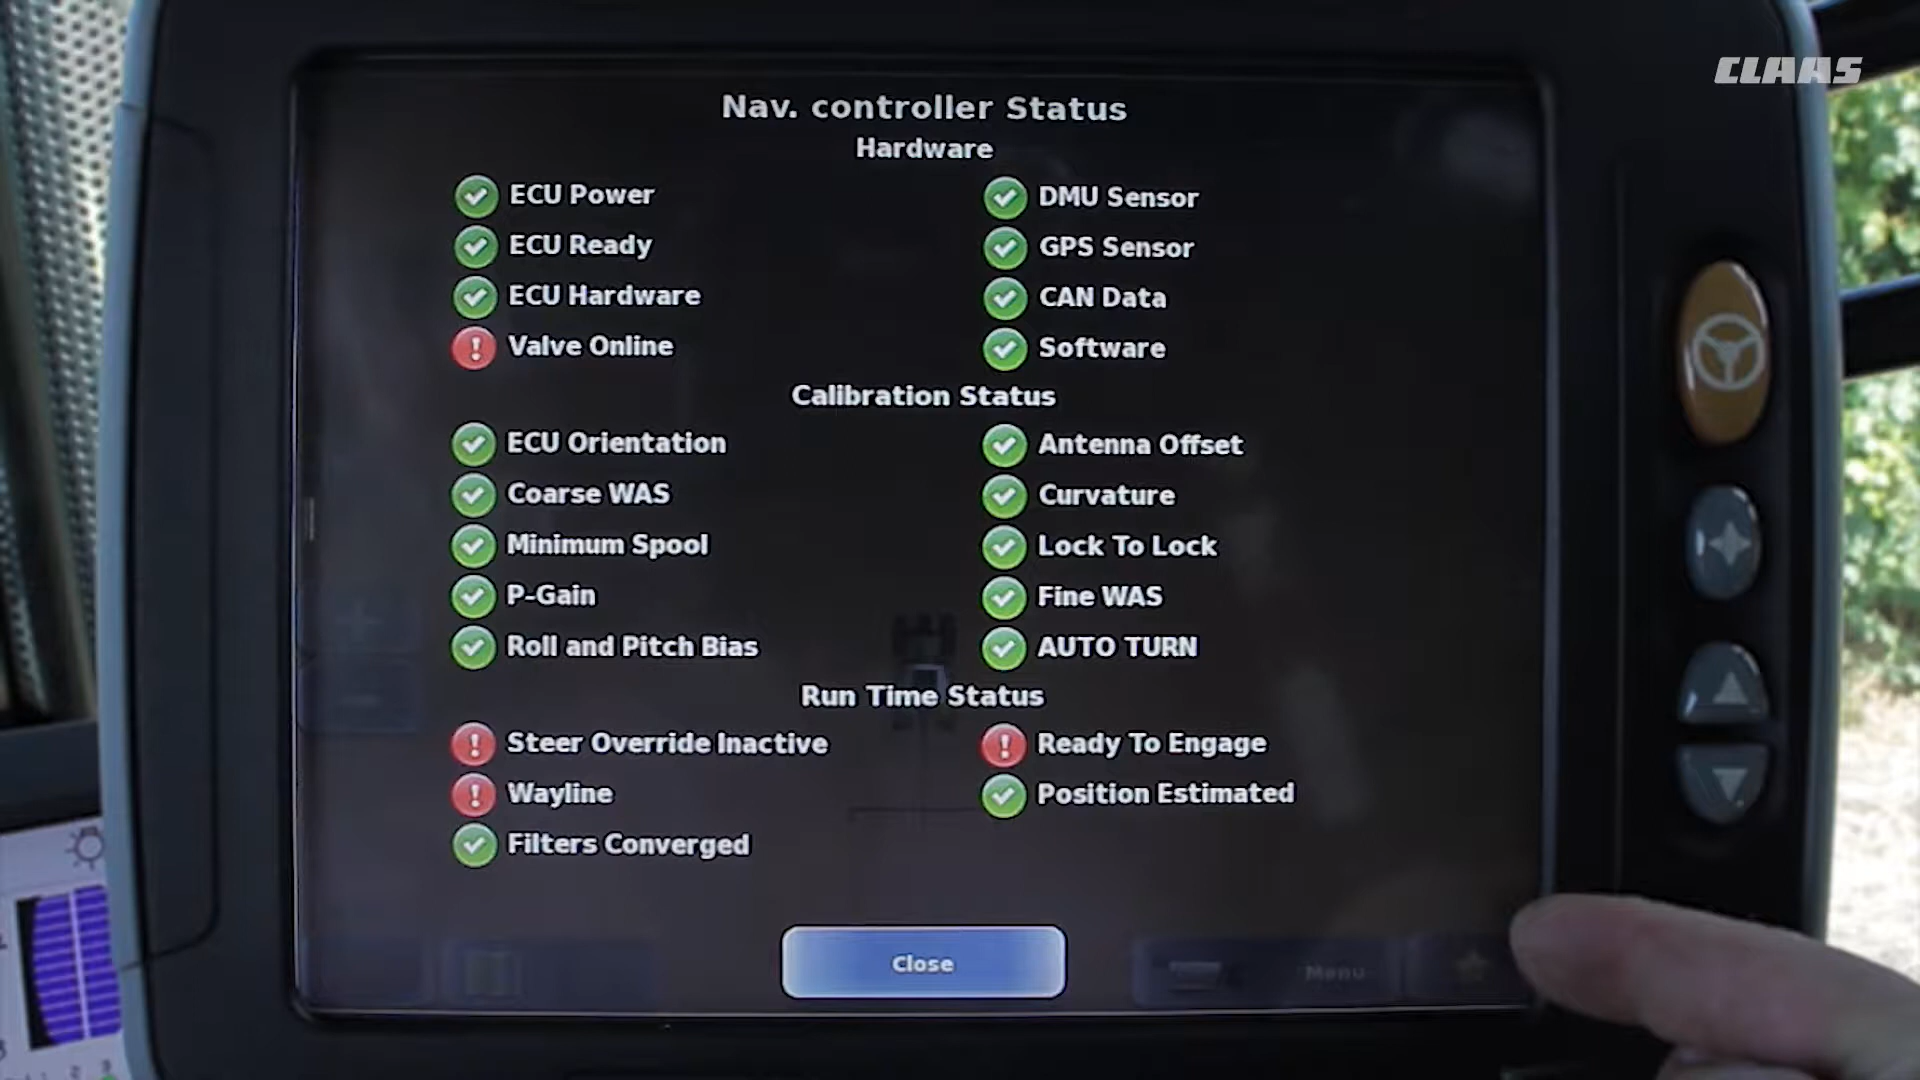 CLAAS
Nav. controller Status
Hardware
ECU Power
DMU Sensor
ECU Ready
GPS Sensor
ECU Hardware
CAN Data
Valve Online
Software
Calibration Status
ECU Orientation
Antenna Offset
Coarse WAS
Curvature
Minimum Spool
Lock To Lock
P-Gain
Fine WAS
Roll and Pitch Bias
AUTO TURN
Run Time Status
Steer Override Inactive
Ready To Engage
Wayline
Position Estimated
Filters Converged
Close
Menu